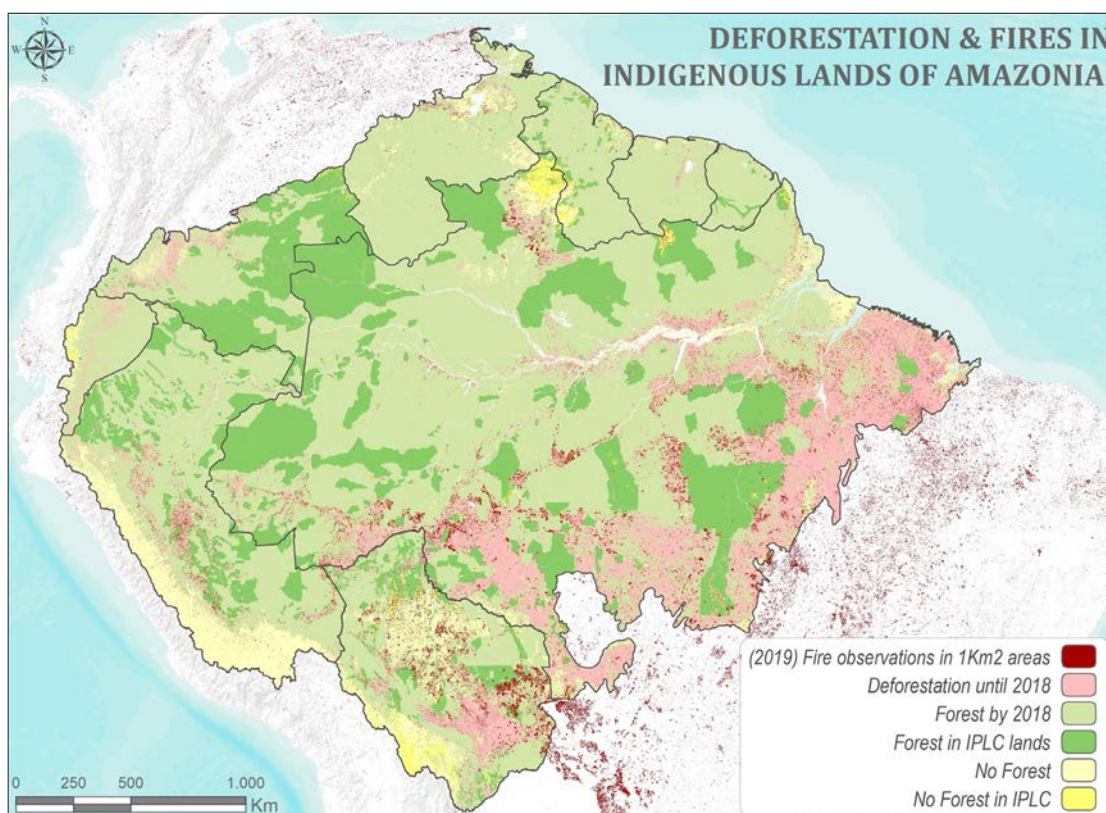 N
W E
S
DEFORESTATION & FIRES IN
INDIGENOUS LANDS OF AMAZONIA
(2019) Fire observations in 1Km2 areas
Deforestation until 2018
Forest by 2018
Forest in IPLC lands
No Forest
No Forest in IPLC
0 250 500 1.000
Km